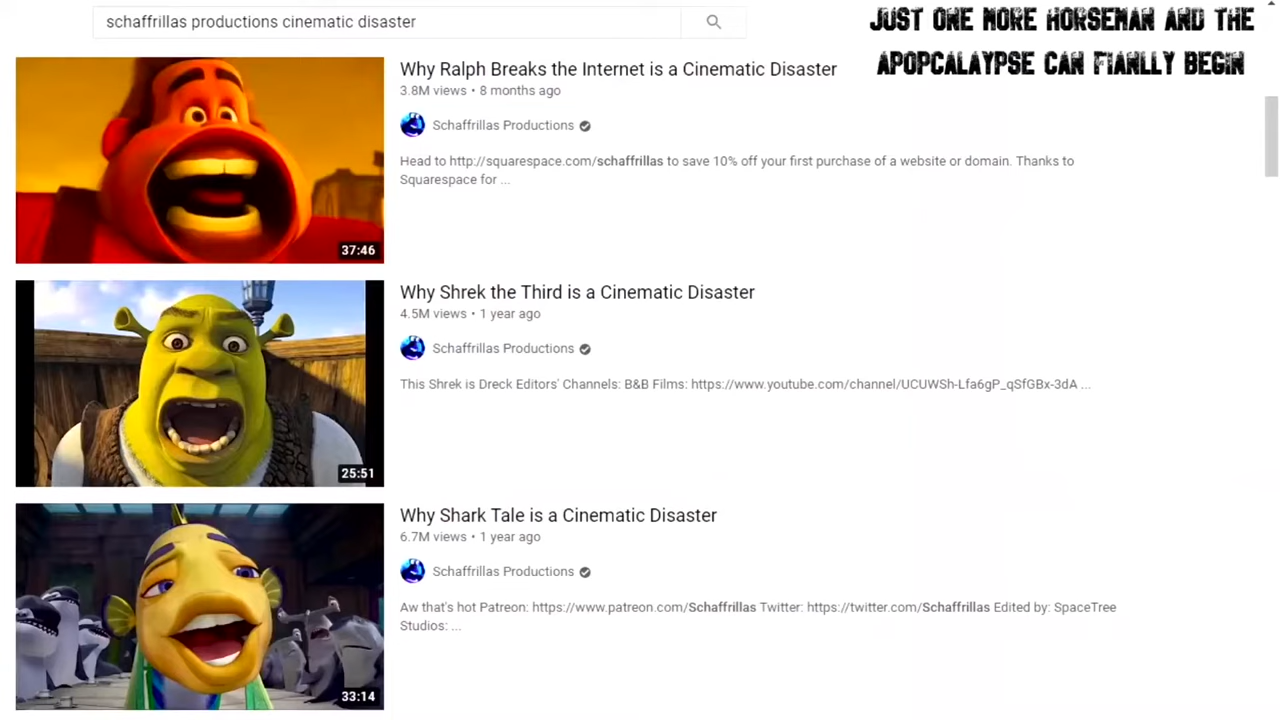 schaffrillas productions cinematic disaster
JUST ONE MORE HORSEMAN AND THE
APOPCALAYPSE CAN FIARLLY BEGIN
Why Ralph Breaks the Internet is a Cinematic Disaster
3.8M views • 8 months ago
Schaffrillas Productions
Head to http://squarespace.com/schaffrillas to save 10% off your first purchase of a website or domain. Thanks to
Squarespace for ...
37:46
Why Shrek the Third is a Cinematic Disaster
4.5M views • 1 year ago
Schaffrillas Productions
This Shrek is Dreck Editors' Channels: B&B Films: https://www.youtube.com/channel/UCUWSh-Lfa6gP_qSfGBx-3dA ...
25:51
Why Shark Tale is a Cinematic Disaster
6.7M views • 1 year ago
Schaffrillas Productions
Aw that's hot Patreon: https://www.patreon.com/Schaffrillas Twitter: https://twitter.com/Schaffrillas Edited by: SpaceTree
Studios: ...
33:14